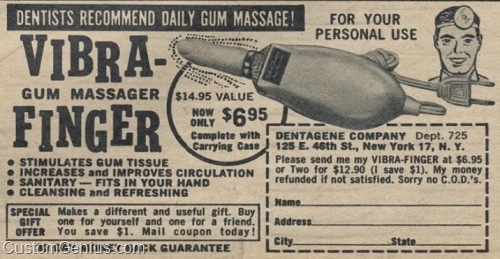 DENTISTS RECOMMEND DAILY GUM MASSAGE!
FOR YOUR
PERSONAL USE
VIBRA-
GUM MASSAGER
FINGER
$14.95 VALUE
NOW
ONLY $695
Complete with
Carrying Case
• STIMULATES GUM TISSUE
• INCREASES and IMPROVES CIRCULATION
• SANITARY — FITS IN YOUR HAND
• CLEANSING and REFRESHING
SPECIAL
GIFT
OFFER
Makes a different and useful gift. Buy
one for yourself and one for a friend.
You save $1. Mail coupon today!
BACK GUARANTEE
DENTAGENE COMPANY Dept. 725
125 E. 46th St., New York 17, N. Y.
Please send me my VIBRA-FINGER at $6.95
or Two for $12.90 (I save $1). My money
refunded if not satisfied. Sorry no C.O.D.'s.
Name
Address
City State
CustomGenius.com